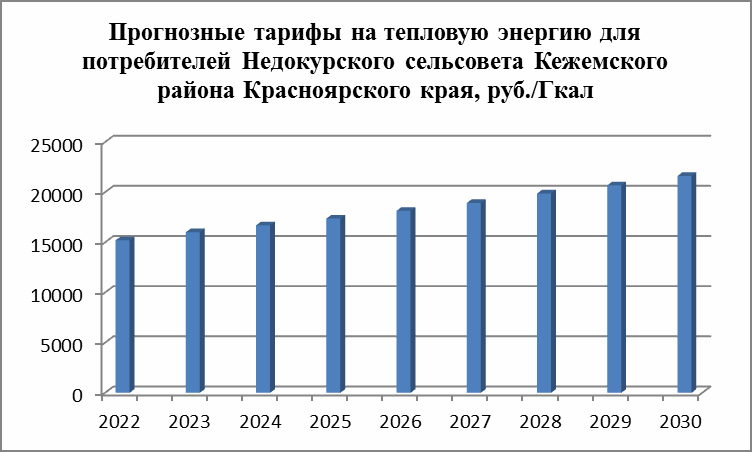 Прогнозные тарифы на тепловую энергию для
потребителей Недокурского сельсовета Кежемского
района Красноярского края, руб./Гкал
25000
20000
15000
10000
5000
0
2022 2023 2024 2025 2026 2027 2028 2029 2030